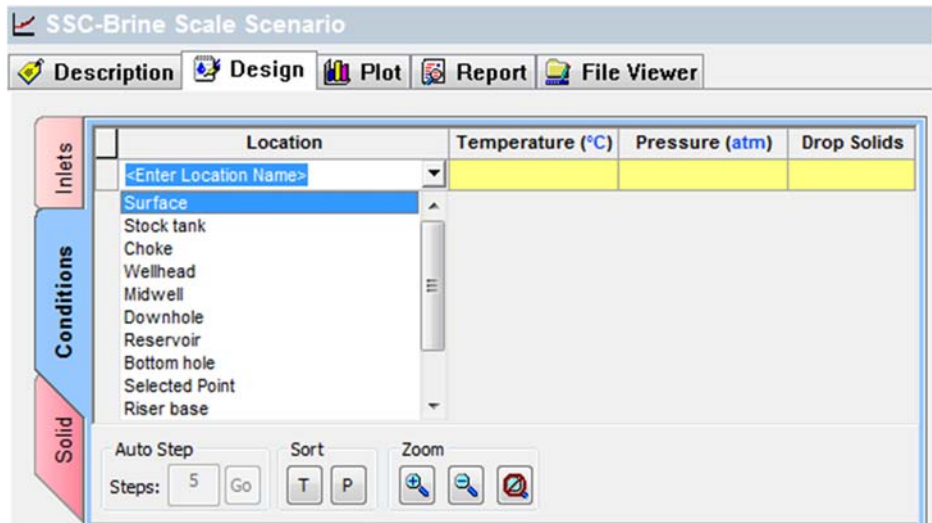 SSC-Brine Scale Scenario
Description Design Plot Report File Viewer
Inlets
Conditions
Solid
Location Temperature (°C) Pressure (atm) Drop Solids
<Enter Location Name>
Surface
Stock tank
Choke
Wellhead
Midwell
Downhole
Reservoir
Bottom hole
Selected Point
Riser base
Auto Step Sort Zoom
Steps: 5 Go T P